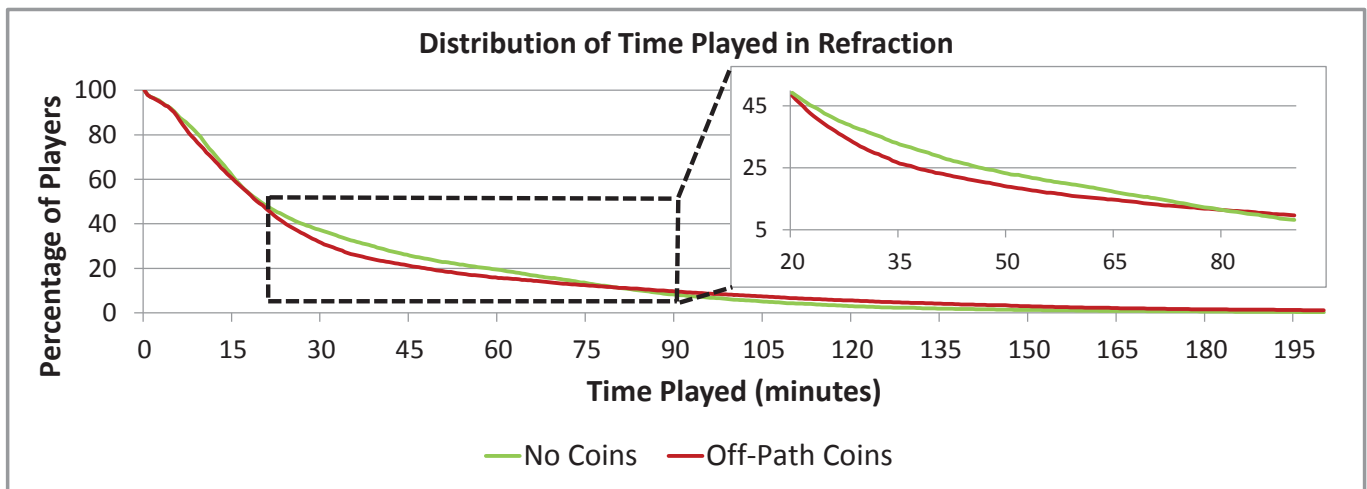 Distribution of Time Played in Refraction
Percentage of Players
100
80
60
40
20
0
0 15 30 45 60 75 90 105 120 135 150 165 180 195
Time Played (minutes)
45
25
5
20 35 50 65 80
No Coins Off-Path Coins